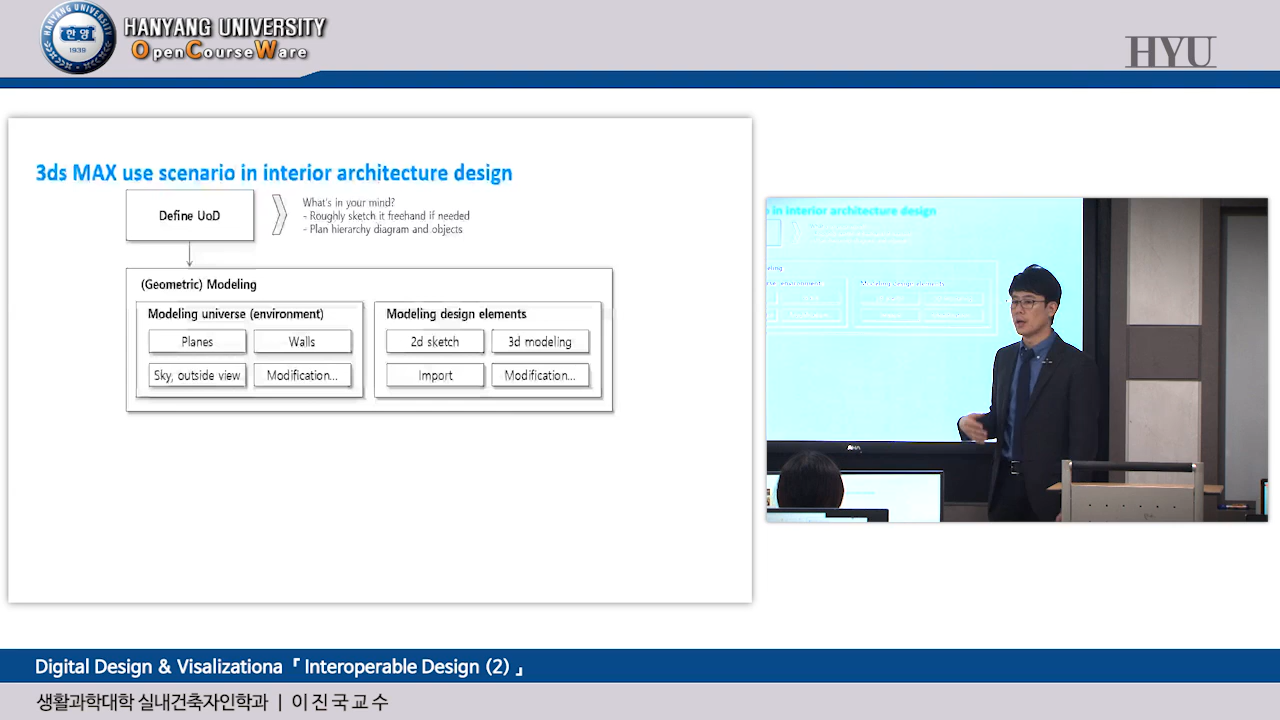 HANYANG UNIVERSITY
OpenCourseWare
한양
1939
HYU
3ds MAX use scenario in interior architecture design
Define UoD
What's in your mind?
- Roughly sketch it freehand if needed
- Plan hierarchy diagram and objects
(Geometric) Modeling
Modeling universe (environment)
Planes
Walls
Sky, outside view
Modification...
Modeling design elements
2d sketch
3d modeling
Import
Modification...
in interior architecture design
Modeling design elements
Digital Design & Visalizationa 「 Interoperable Design (2) 」
생활과학대학 실내건축자인학과 | 이 진 국 교 수